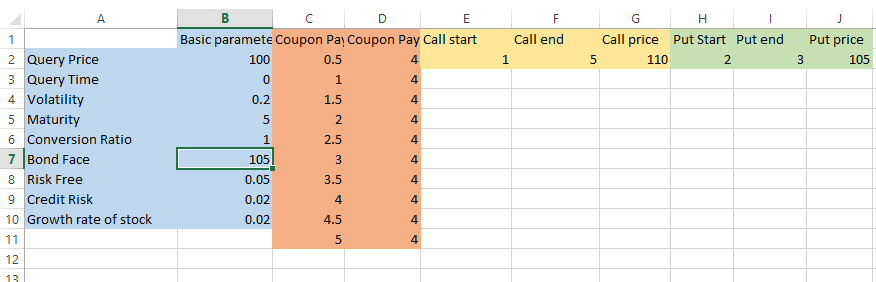 A B C D E F G H I J
1 Basic paramete Coupon Pay Coupon Pay Call start Call end Call price Put Start Put end Put price
2 Query Price 100 0.5 4 1 5 110 2 3 105
3 Query Time 0 1 4
4 Volatility 0.2 1.5 4
5 Maturity 5 2 4
6 Conversion Ratio 1 2.5 4
7 Bond Face 105 3 4
8 Risk Free 0.05 3.5 4
9 Credit Risk 0.02 4 4
10 Growth rate of stock 0.02 4.5 4
11 5 4
12
13